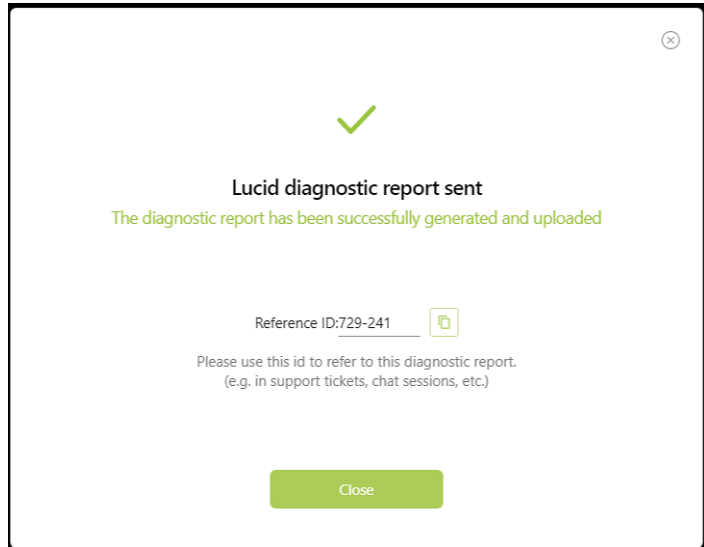 Lucid diagnostic report sent
The diagnostic report has been successfully generated and uploaded
Reference ID:729-241
Please use this id to refer to this diagnostic report.
(e.g. in support tickets, chat sessions, etc.)
Close